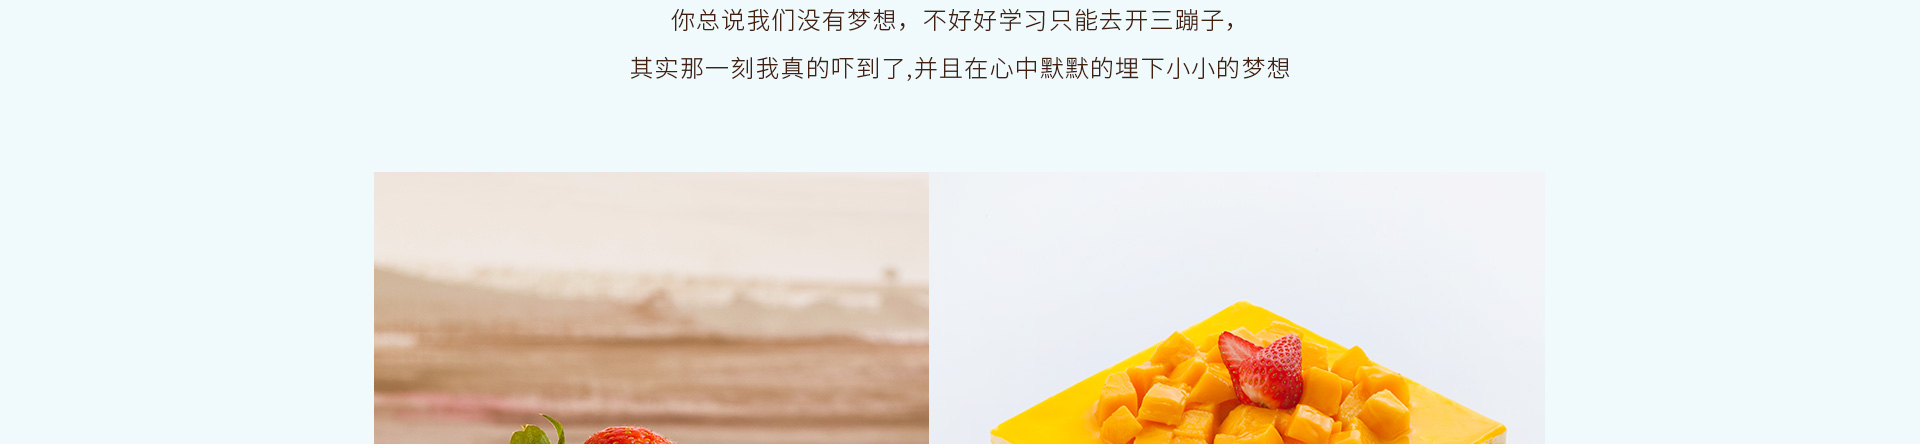 你总说我们没有梦想，不好好学习只能去开三蹦子，
其实那一刻我真的吓到了,并且在心中默默的埋下小小的梦想